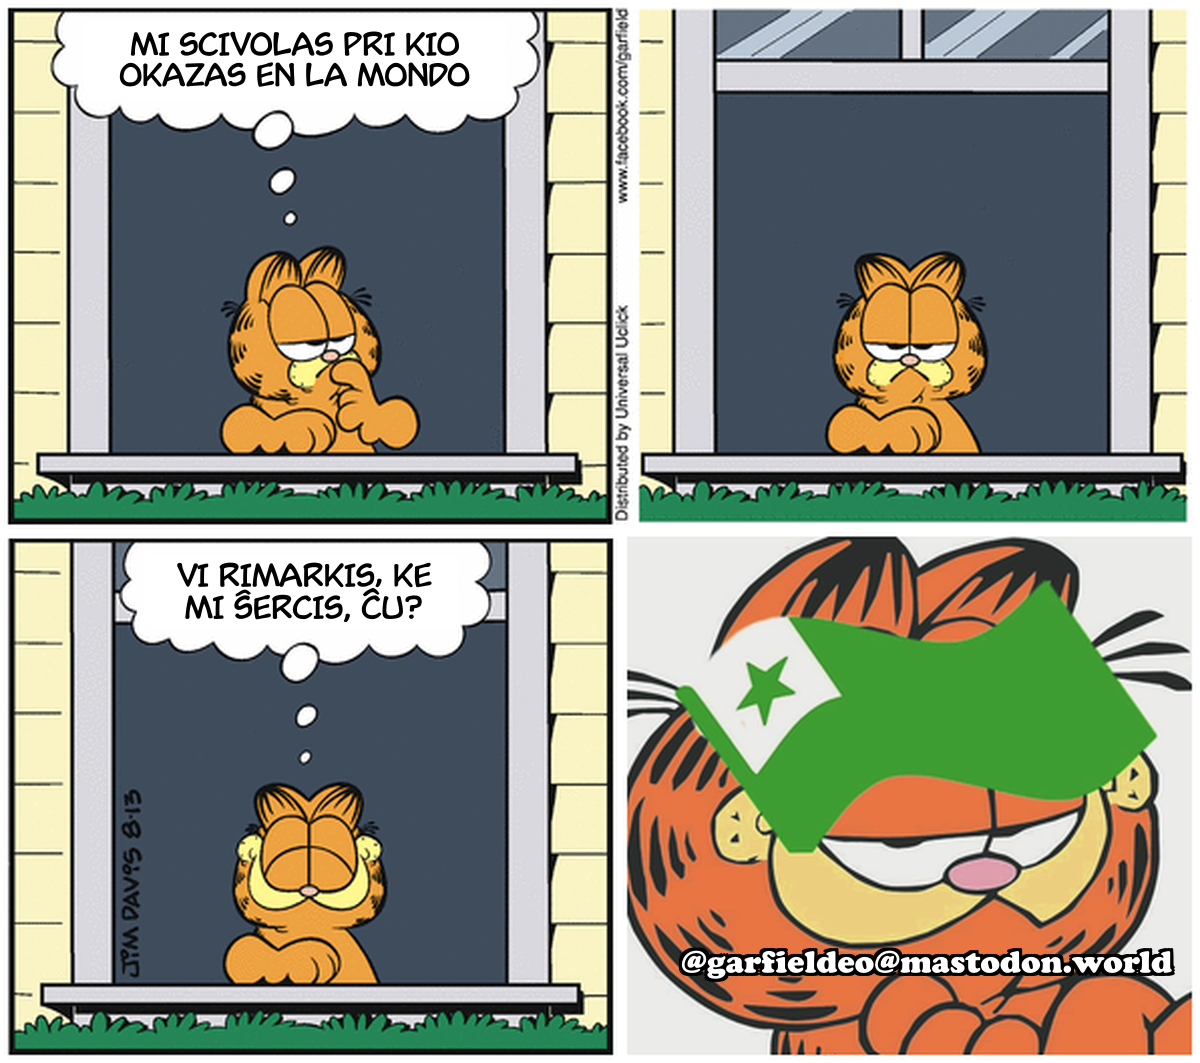 MI SCIVOLAS PRI KIO
OKAZAS EN LA MONDO
www.facebook.com/garfield
Distributed by Universal Uclick
VI RIMARKIS, KE
MI ŜERCIS, ĈU?
JIM DAVIS 8-13
@garfieldeo@mastodon.world